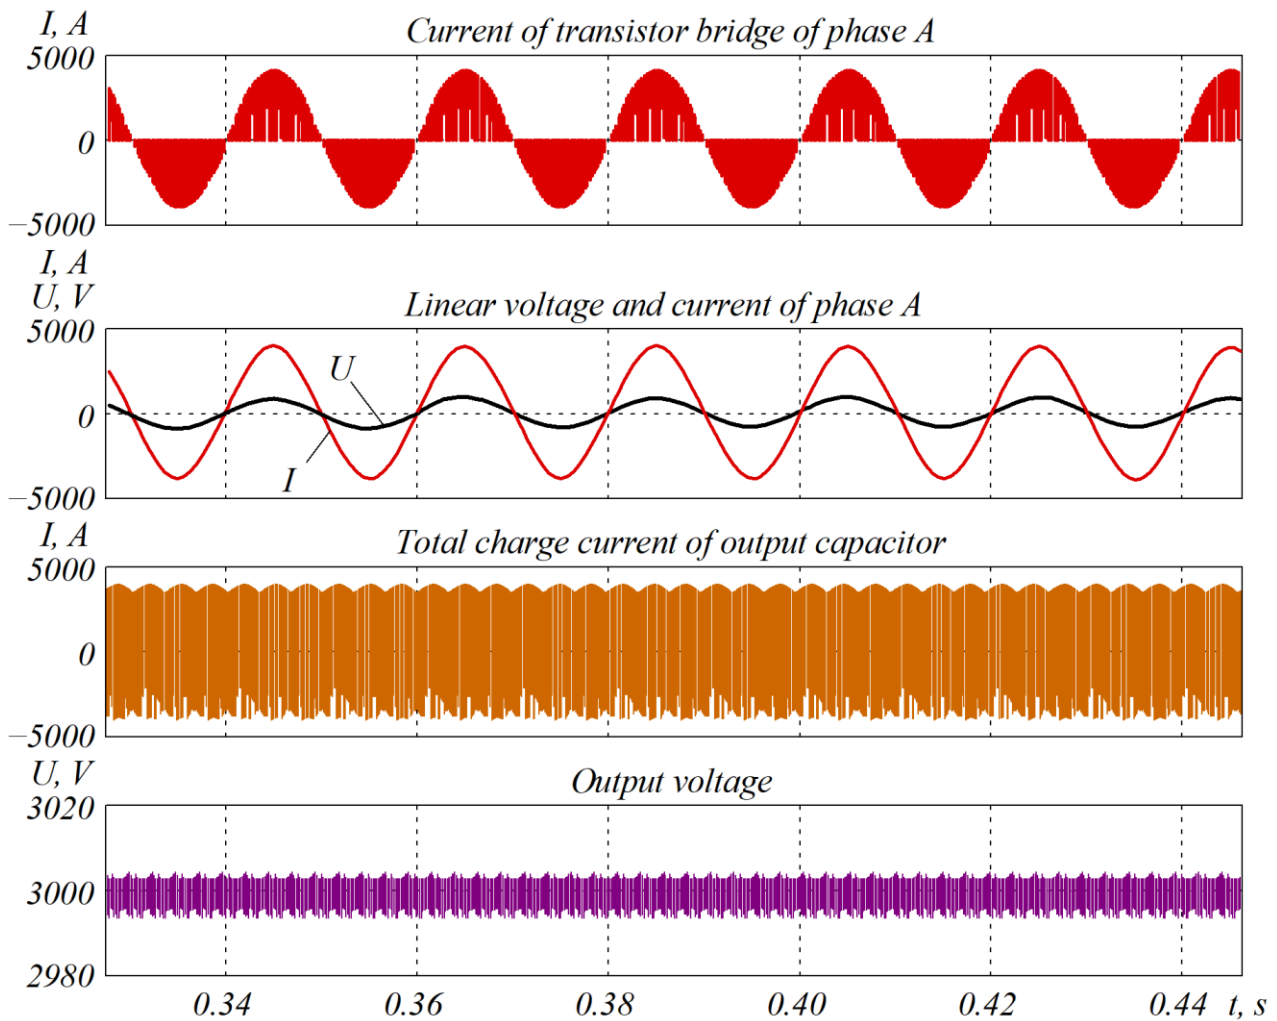 I, A
Current of transistor bridge of phase A
5000
0
−5000
I, A
U, V
Linear voltage and current of phase A
5000
U
0
I
−5000
I, A
Total charge current of output capacitor
5000
0
−5000
U, V
Output voltage
3020
3000
2980
0.34 0.36 0.38 0.40 0.42 0.44 t, s